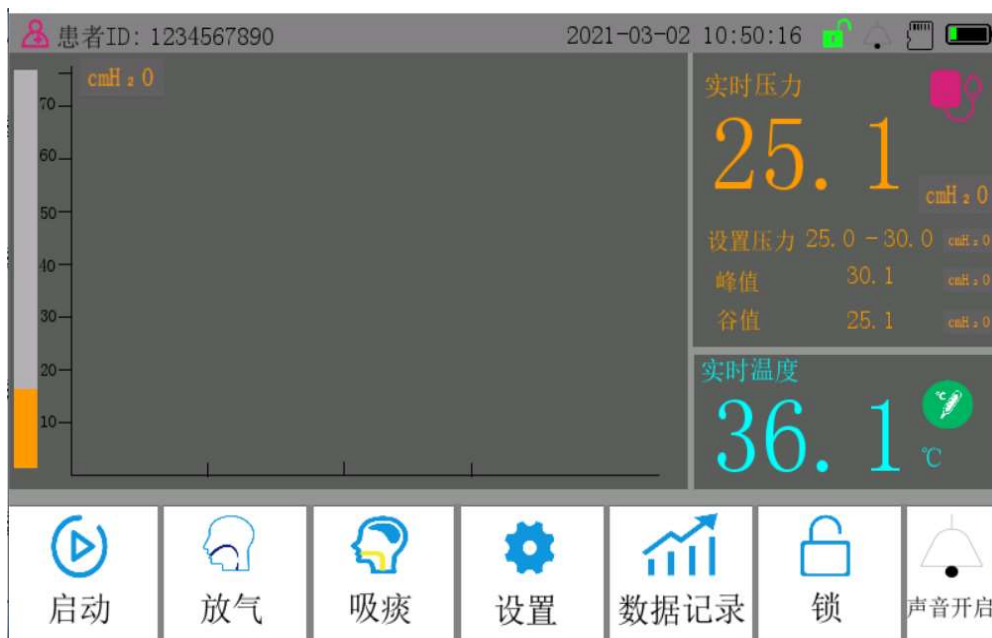 患者ID: 1234567890
2021-03-02 10:50:16
cmH₂O
70
60
50
40
30
20
10
实时压力
25.1
cmH₂O
设置压力 25.0-30.0 cmH₂O
峰值 30.1 cmH₂O
谷值 25.1 cmH₂O
实时温度
℃
36.1 ℃
启动
放气
吸痰
设置
数据记录
锁
声音开启